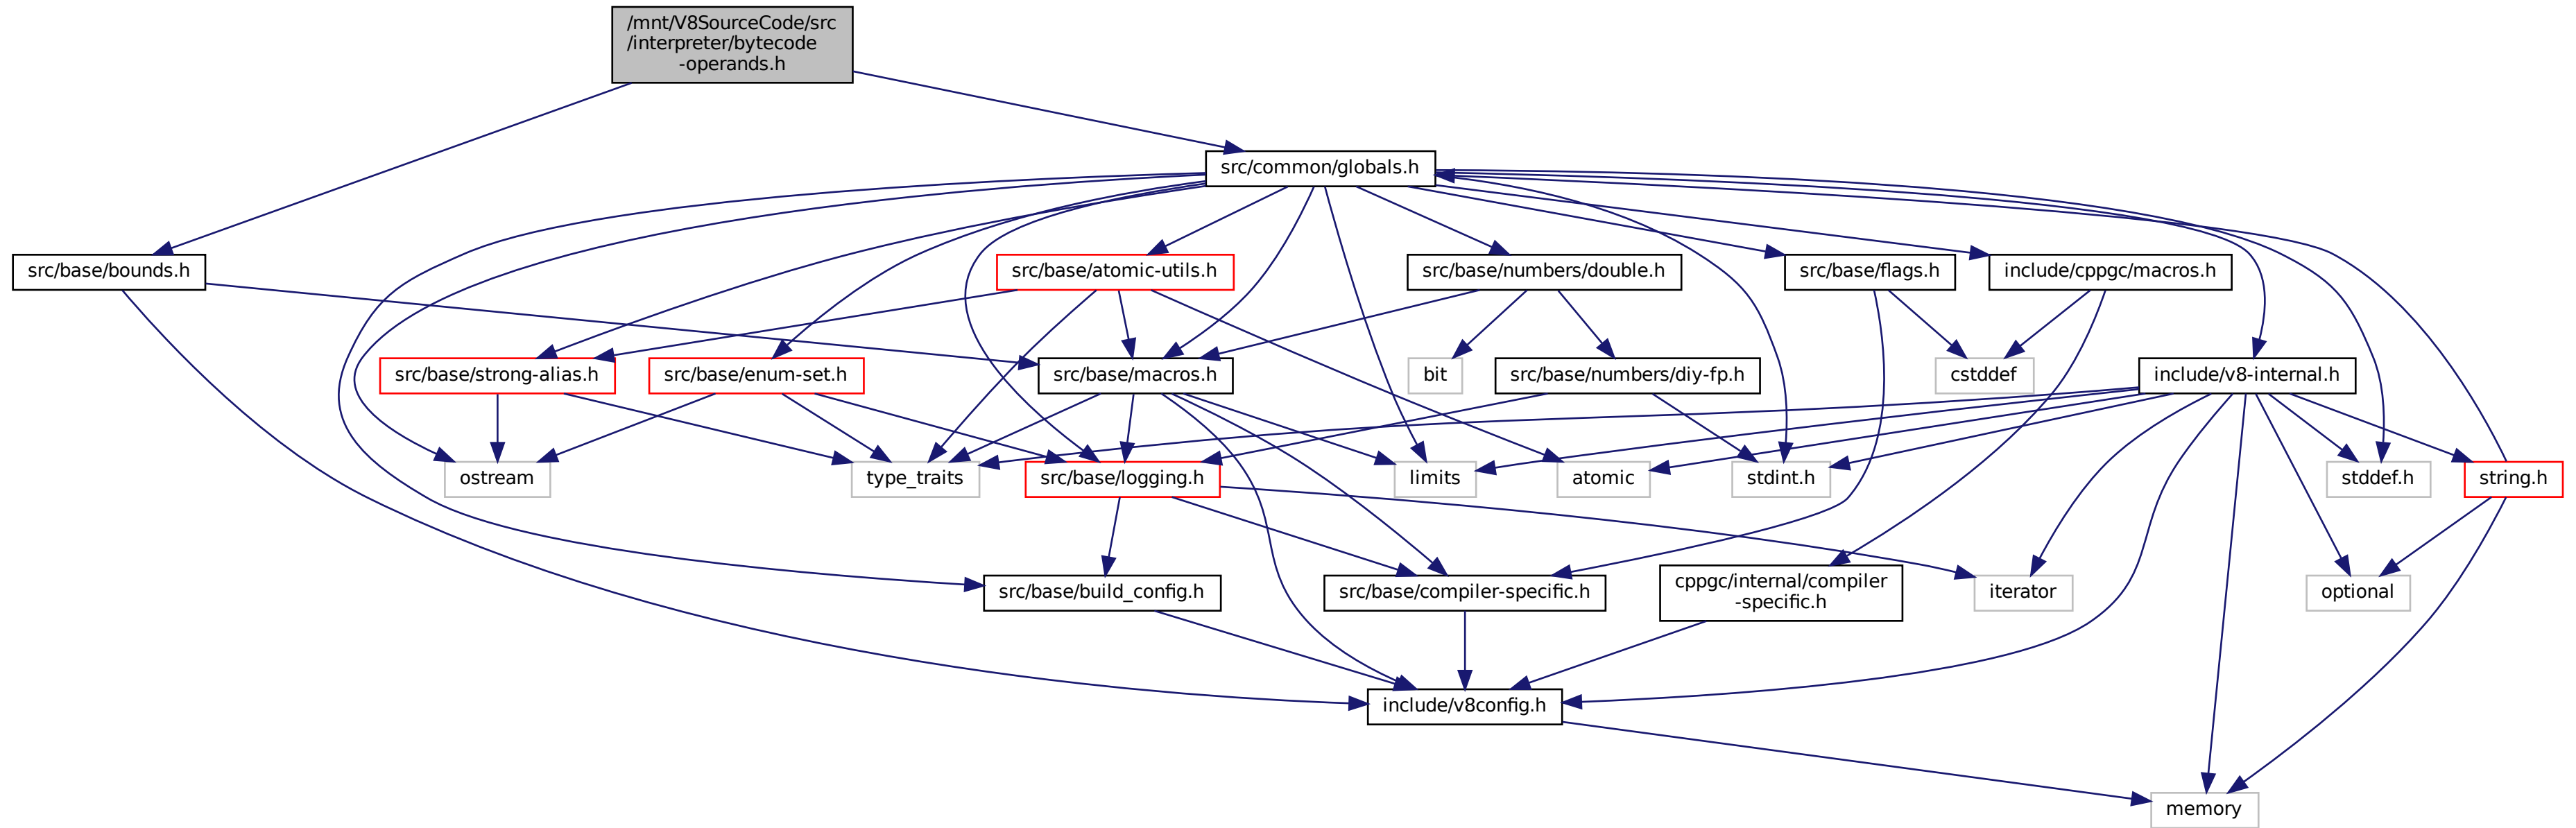 /mnt/V8SourceCode/src
/interpreter/bytecode
-operands.h
src/common/globals.h
src/base/bounds.h
src/base/atomic-utils.h
src/base/numbers/double.h
src/base/flags.h
include/cppgc/macros.h
src/base/strong-alias.h
src/base/enum-set.h
src/base/macros.h
bit
src/base/numbers/diy-fp.h
cstddef
include/v8-internal.h
ostream
type_traits
src/base/logging.h
limits
atomic
stdint.h
stddef.h
string.h
src/base/build_config.h
src/base/compiler-specific.h
cppgc/internal/compiler
-specific.h
iterator
optional
include/v8config.h
memory